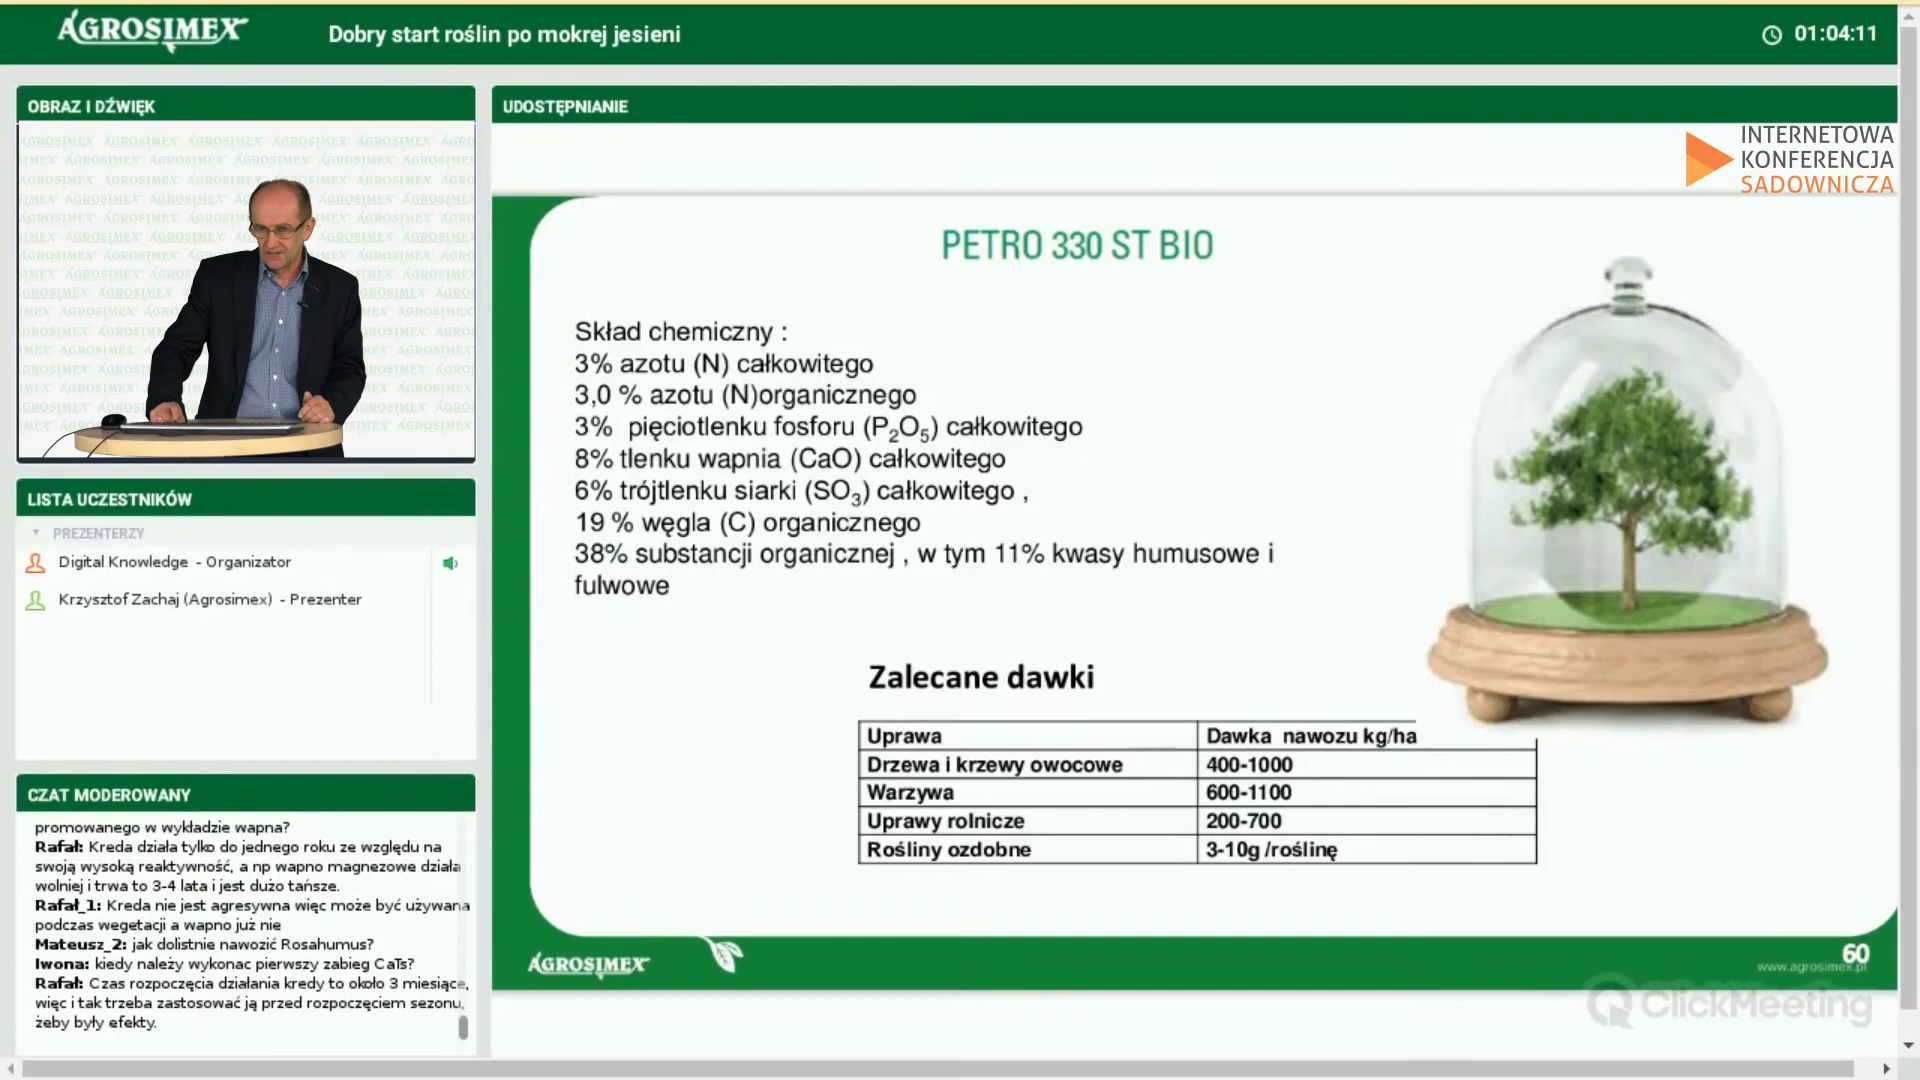 AGROSIMEX
Dobry start roślin po mokrej jesieni
01:04:11
OBRAZ I DŹWIĘK
LISTA UCZESTNIKÓW
PREZENTERZY
Digital Knowledge - Organizator
Krzysztof Zachaj (Agrosimex) - Prezenter
CZAT MODEROWANY
promowanego w wykładzie wapna?
Rafał: Kreda działa tylko do jednego roku ze względu na
swoją wysoką reaktywność, a np wapno magnezowe działa
wolniej i trwa to 3-4 lata i jest dużo tańsze.
Rafał_1: Kreda nie jest agresywna więc może być używana
podczas wegetacji a wapno już nie
Mateusz_2: jak dolistnie nawozić Rosahumus?
Iwona: kiedy należy wykonac pierwszy zabieg CaTs?
Rafał: Czas rozpoczęcia działania kredy to około 3 miesiące,
więc i tak trzeba zastosować ją przed rozpoczęciem sezonu,
żeby były efekty.
UDOSTĘPNIANIE
INTERNETOWA
KONFERENCJA
SADOWNICZA
PETRO 330 ST BIO
Skład chemiczny :
3% azotu (N) całkowitego
3,0 % azotu (N)organicznego
3% pięciotlenku fosforu (P₂O₅) całkowitego
8% tlenku wapnia (CaO) całkowitego
6% trójtlenku siarki (SO₃) całkowitego ,
19 % węgla (C) organicznego
38% substancji organicznej , w tym 11% kwasy humusowe i
fulwowe
Zalecane dawki
Uprawa Dawka nawozu kg/ha
Drzewa i krzewy owocowe 400-1000
Warzywa 600-1100
Uprawy rolnicze 200-700
Rośliny ozdobne 3-10g /roślinę
AGROSIMEX
60
www.agrosimex.pl
ClickMeeting